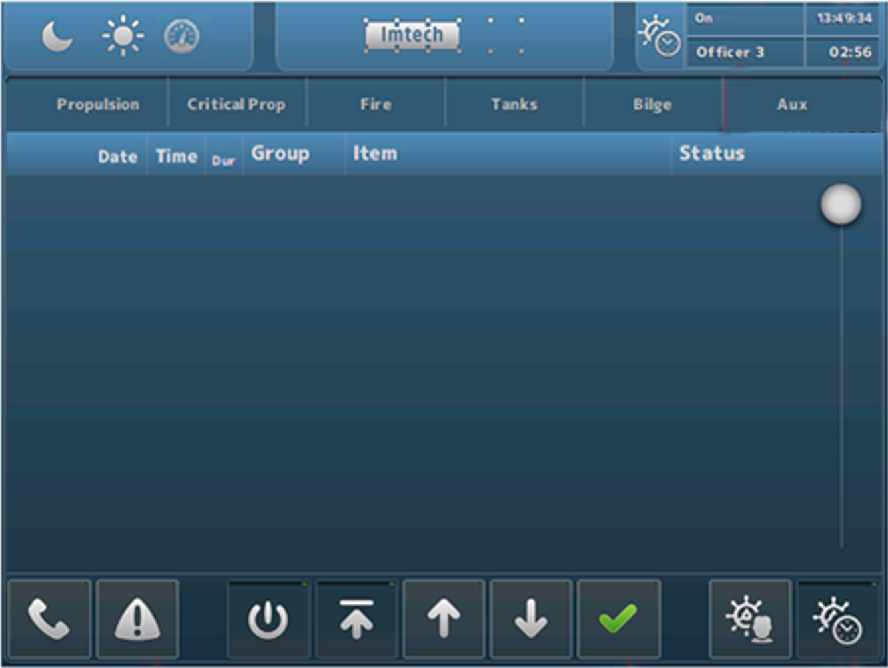 Imtech
On
13:49:34
Officer 3
02:56
Propulsion
Critical Prop
Fire
Tanks
Bilge
Aux
Date Time Dur Group Item Status